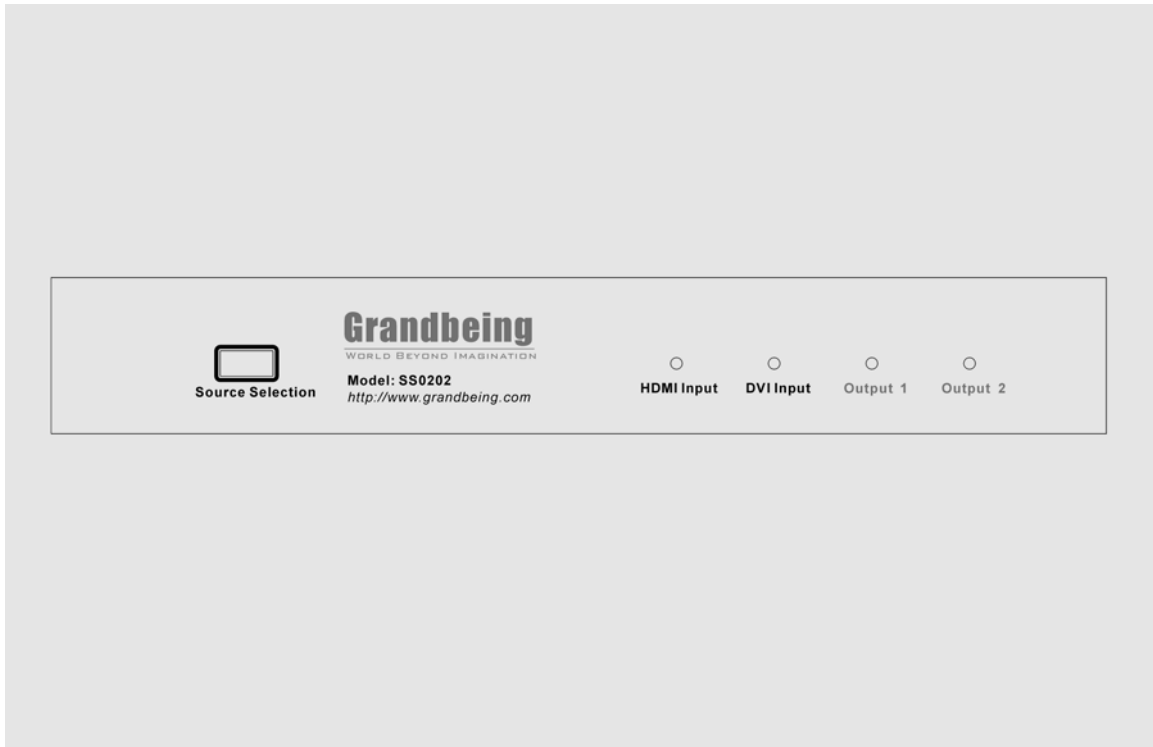 Grandbeing
WORLD BEYOND IMAGINATION
Model: SS0202
http://www.grandbeing.com
Source Selection
HDMI Input
DVI Input
Output 1
Output 2